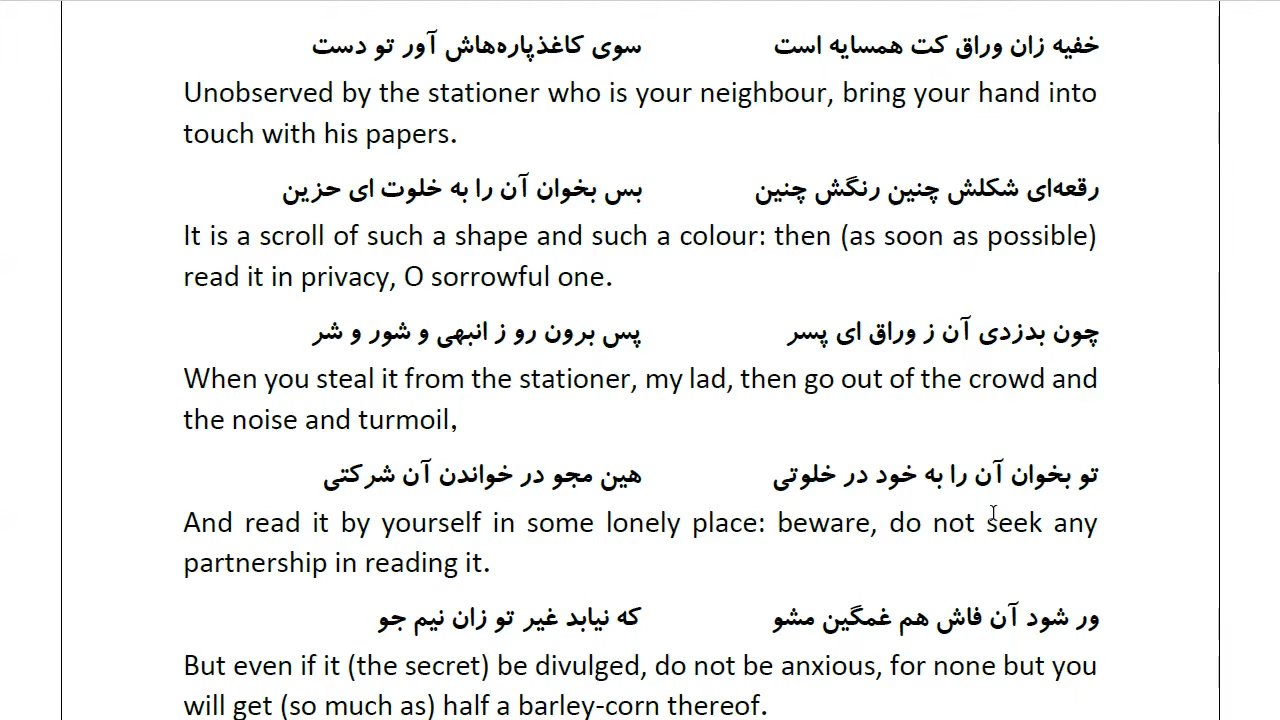 خفیه زان وراق کت همسایه است سوی کاغذپاره‌هاش آور تو دست
Unobserved by the stationer who is your neighbour, bring your hand into
touch with his papers.
رقعه‌ای شکلش چنین رنگش چنین بس بخوان آن را به خلوت ای حزین
It is a scroll of such a shape and such a colour: then (as soon as possible)
read it in privacy, O sorrowful one.
چون بدزدی آن ز وراق ای پسر پس برون رو ز انبهی و شور و شر
When you steal it from the stationer, my lad, then go out of the crowd and
the noise and turmoil,
تو بخوان آن را به خود در خلوتی هین مجو در خواندن آن شرکتی
And read it by yourself in some lonely place: beware, do not seek any
partnership in reading it.
ور شود آن فاش هم غمگین مشو که نیابد غیر تو زان نیم جو
But even if it (the secret) be divulged, do not be anxious, for none but you
will get (so much as) half a barley-corn thereof.